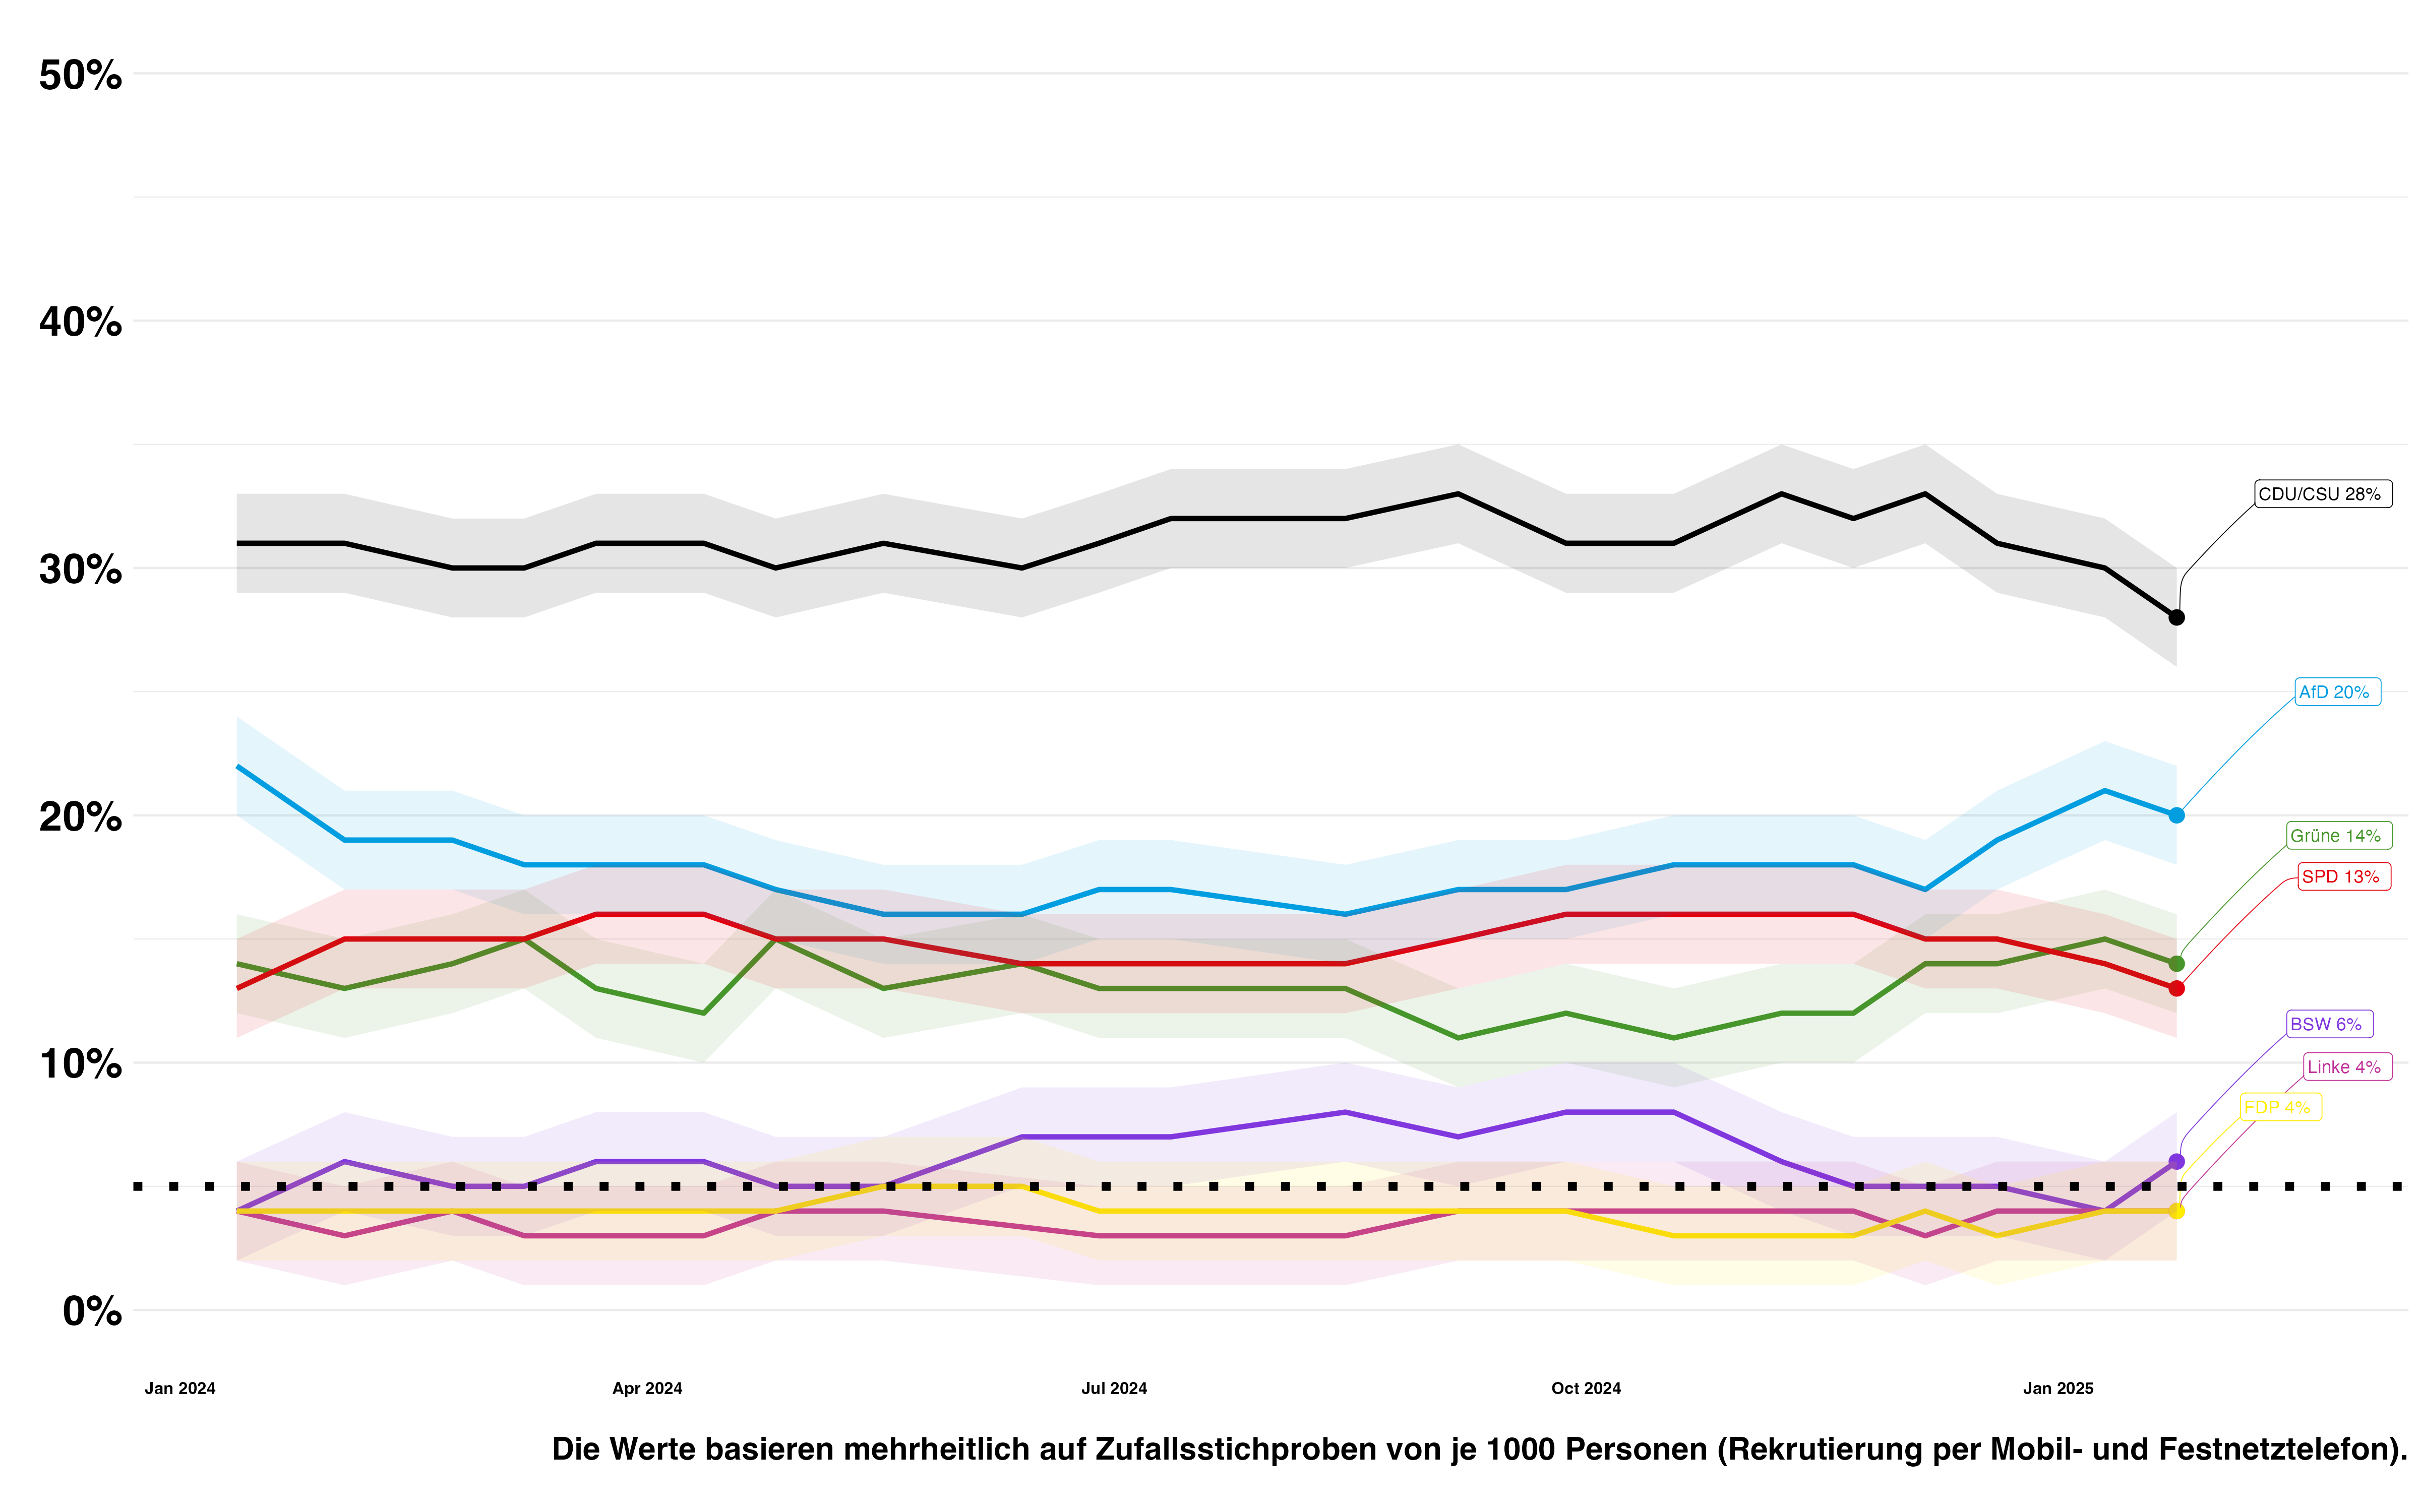 50%
40%
30%
20%
10%
0%
CDU/CSU 28%
AfD 20%
Grüne 14%
SPD 13%
BSW 6%
Linke 4%
FDP 4%
Jan 2024 Apr 2024 Jul 2024 Oct 2024 Jan 2025
Die Werte basieren mehrheitlich auf Zufallsstichproben von je 1000 Personen (Rekrutierung per Mobil- und Festnetztelefon).